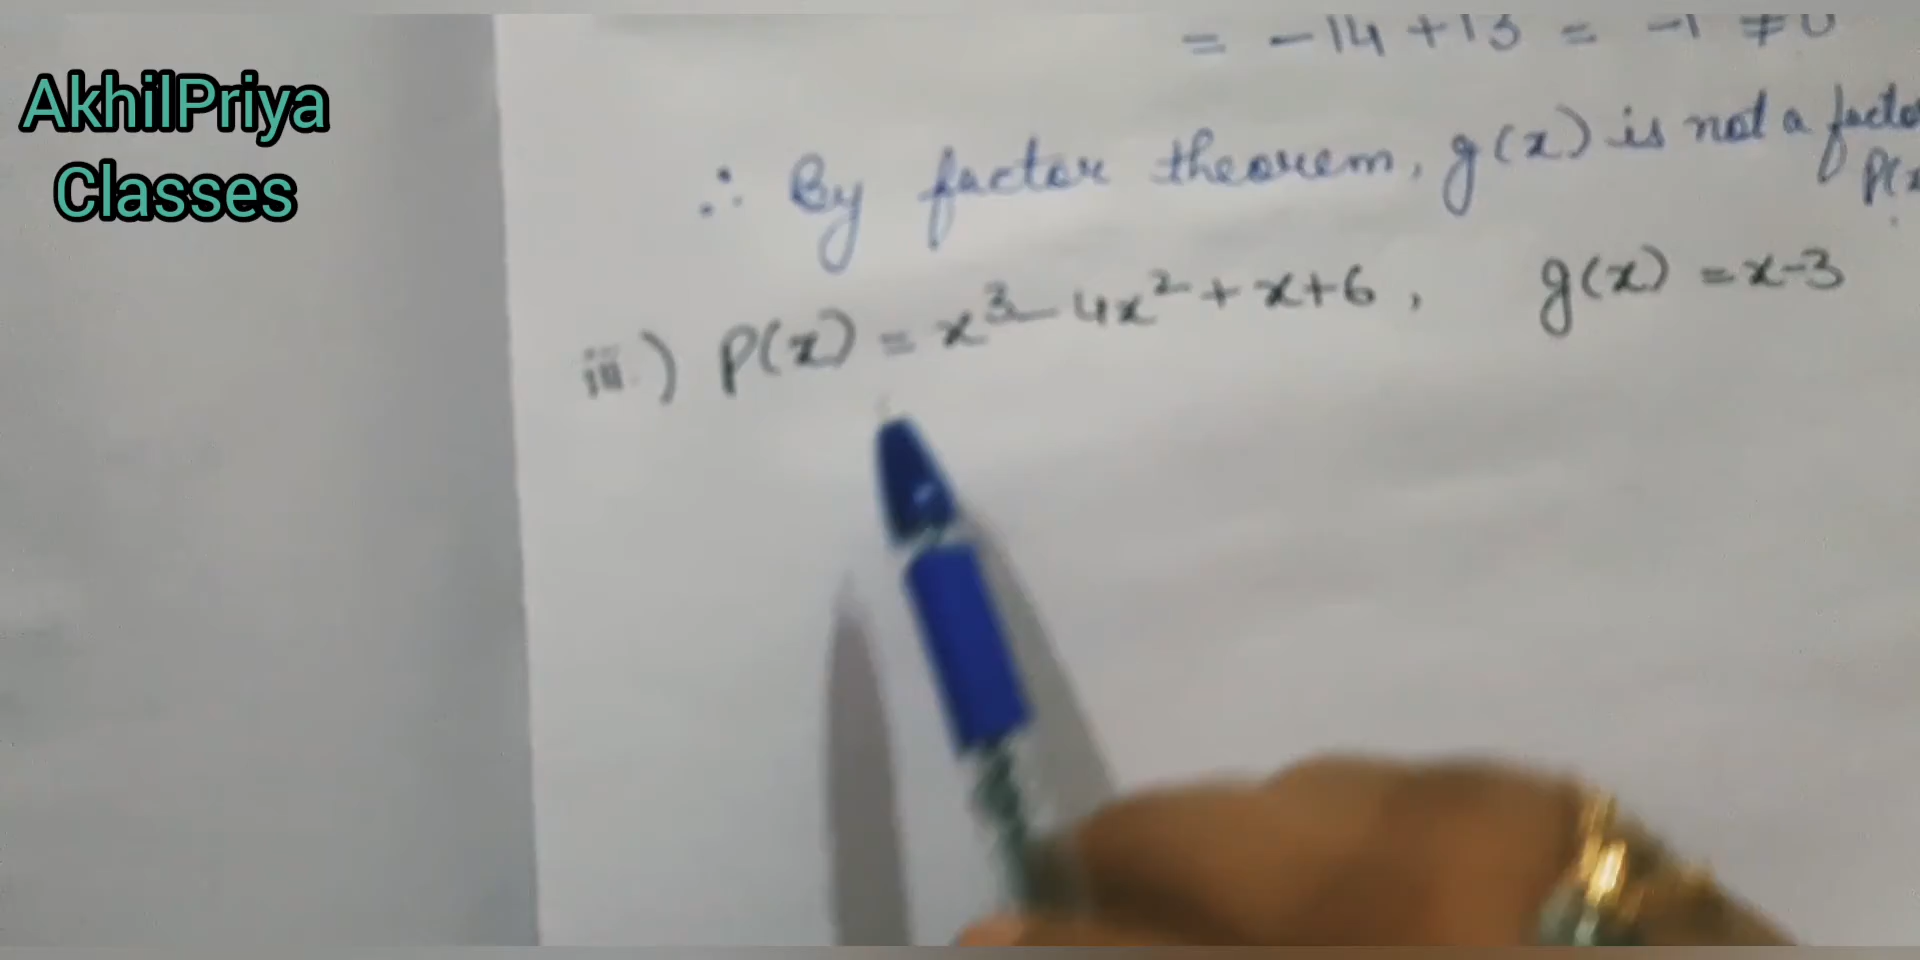 AkhilPriya
Classes
= -14 +13 = -1 ≠0
∴ By factor theorem, g(x) is not a facto
P(x
iii.) P(x) = x³ - 4x² + x+6 , g(x) = x-3